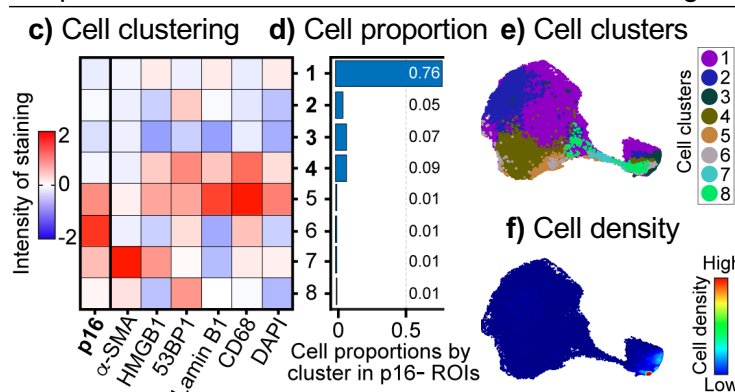 c) Cell clustering
d) Cell proportion
e) Cell clusters
Intensity of staining
2
0
-2
p16
α-SMA
HMGB1
53BP1
Lamin B1
CD68
DAPI
1
2
3
4
5
6
7
8
0.76
0.05
0.07
0.09
0.01
0.01
0.01
0.01
0
0.5
Cell proportions by
cluster in p16- ROIs
Cell clusters
1
2
3
4
5
6
7
8
f) Cell density
Cell density
High
Low